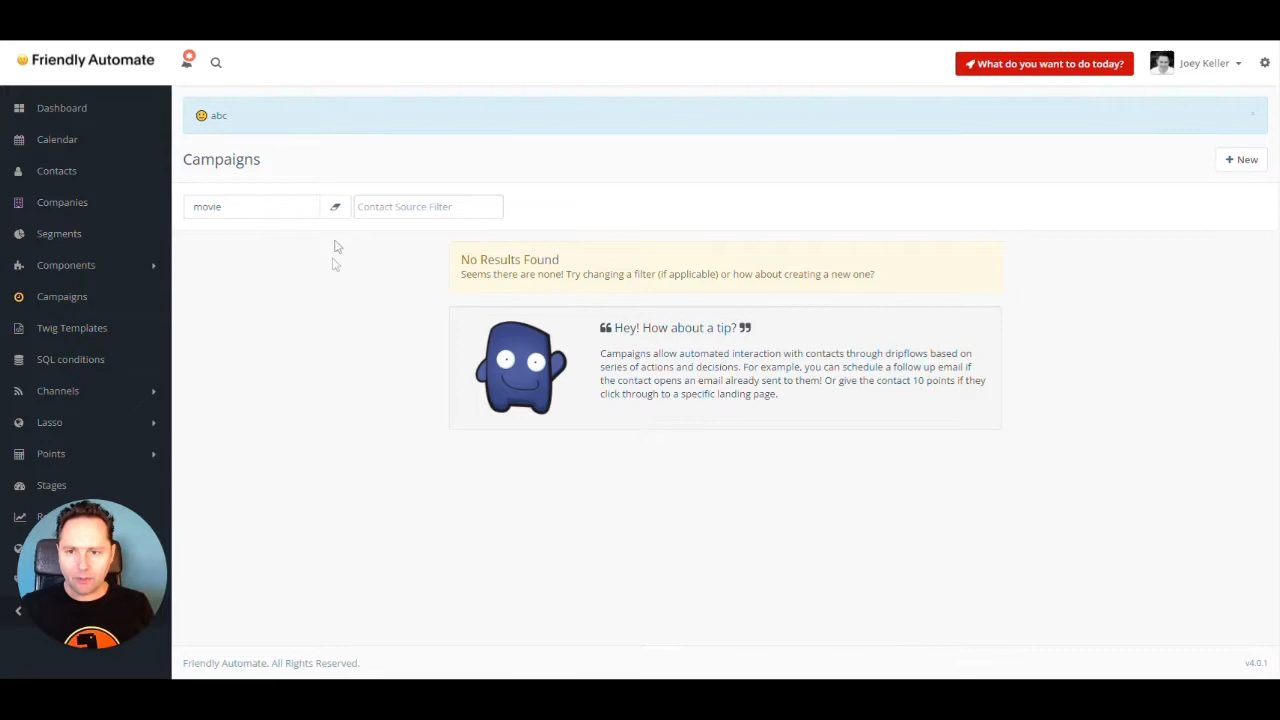 Friendly Automate
What do you want to do today?
Joey Keller
Dashboard
Calendar
Contacts
Companies
Segments
Components
Campaigns
Twig Templates
SQL conditions
Channels
Lasso
Points
Stages
abc
Campaigns
+ New
movie
Contact Source Filter
No Results Found
Seems there are none! Try changing a filter (if applicable) or how about creating a new one?
❝ Hey! How about a tip? ❞
Campaigns allow automated interaction with contacts through dripflows based on
series of actions and decisions. For example, you can schedule a follow up email if
the contact opens an email already sent to them! Or give the contact 10 points if they
click through to a specific landing page.
Friendly Automate. All Rights Reserved.
v4.0.1